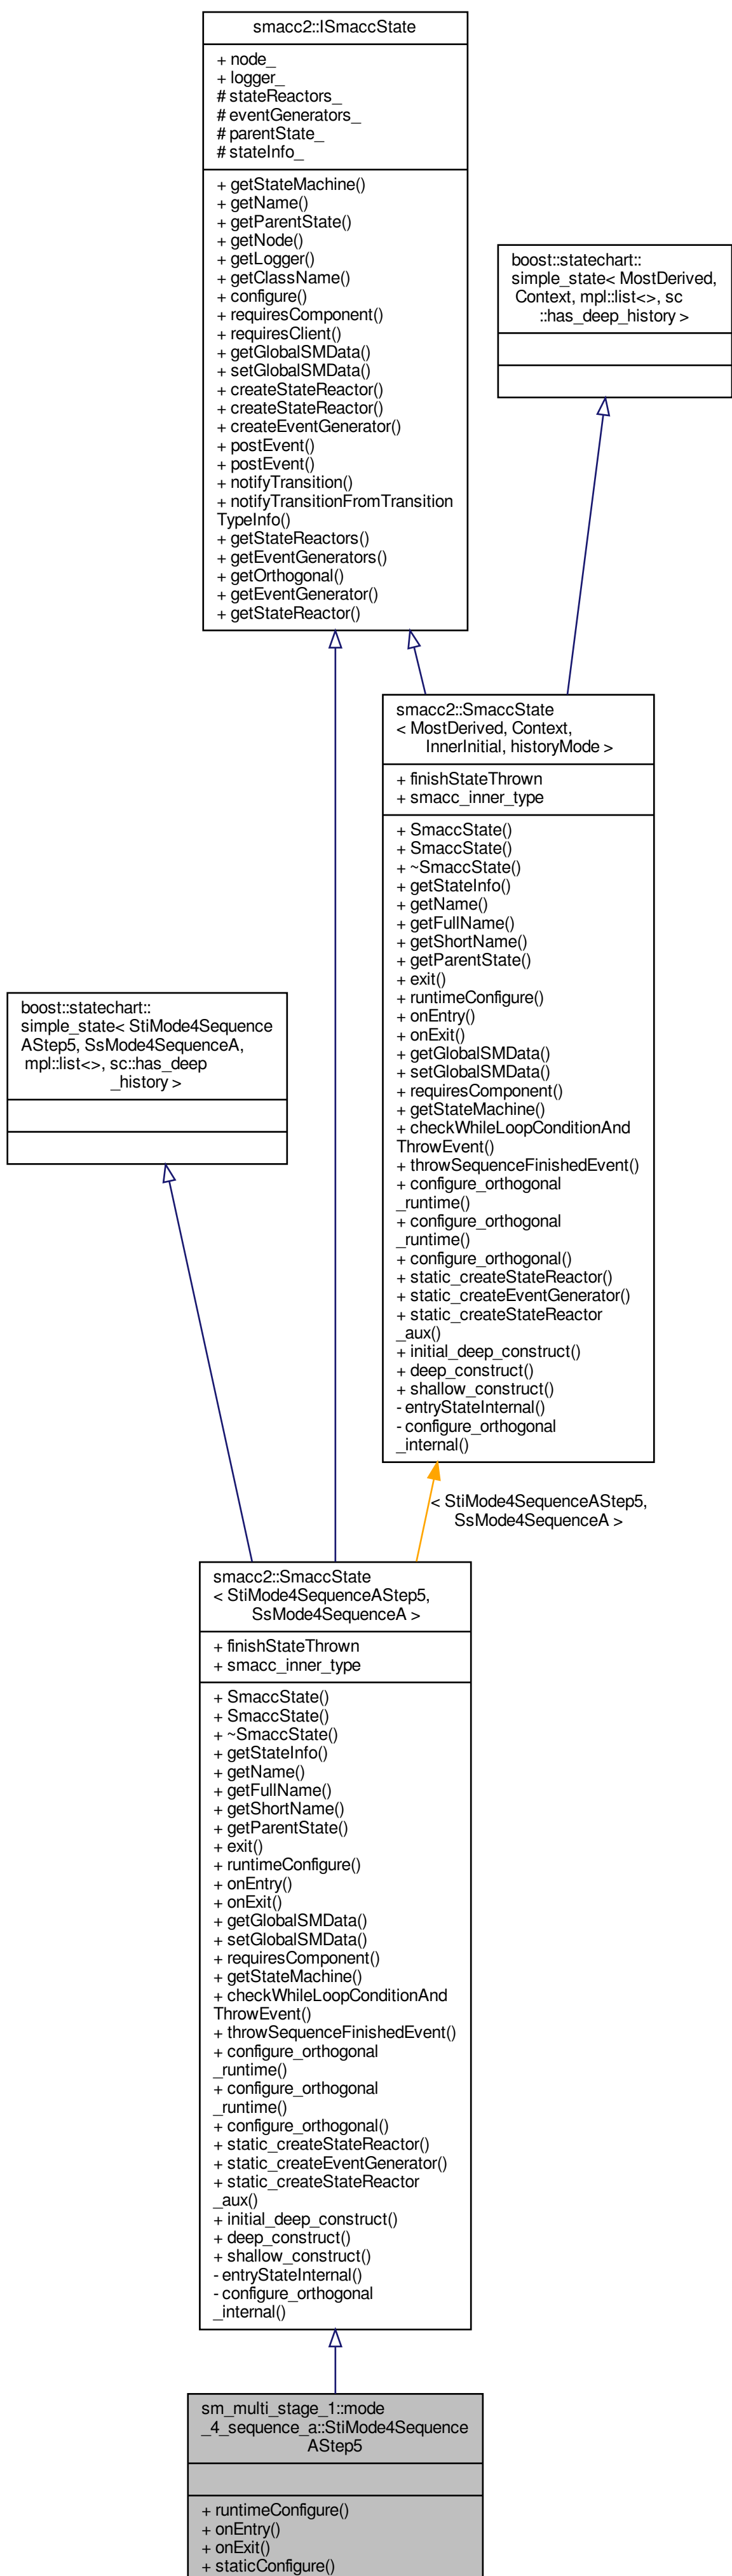 smacc2::ISmaccState
+ node_
+ logger_
# stateReactors_
# eventGenerators_
# parentState_
# stateInfo_
+ getStateMachine()
+ getName()
+ getParentState()
+ getNode()
+ getLogger()
+ getClassName()
+ configure()
+ requiresComponent()
+ requiresClient()
+ getGlobalSMData()
+ setGlobalSMData()
+ createStateReactor()
+ createStateReactor()
+ createEventGenerator()
+ postEvent()
+ postEvent()
+ notifyTransition()
+ notifyTransitionFromTransition
TypeInfo()
+ getStateReactors()
+ getEventGenerators()
+ getOrthogonal()
+ getEventGenerator()
+ getStateReactor()
boost::statechart::
simple_state< MostDerived,
Context, mpl::list<>, sc
::has_deep_history >
smacc2::SmaccState
< MostDerived, Context,
InnerInitial, historyMode >
+ finishStateThrown
+ smacc_inner_type
+ SmaccState()
+ SmaccState()
+ ~SmaccState()
+ getStateInfo()
+ getName()
+ getFullName()
+ getShortName()
+ getParentState()
+ exit()
+ runtimeConfigure()
+ onEntry()
+ onExit()
+ getGlobalSMData()
+ setGlobalSMData()
+ requiresComponent()
+ getStateMachine()
+ checkWhileLoopConditionAnd
ThrowEvent()
+ throwSequenceFinishedEvent()
+ configure_orthogonal
_runtime()
+ configure_orthogonal
_runtime()
+ configure_orthogonal()
+ static_createStateReactor()
+ static_createEventGenerator()
+ static_createStateReactor
_aux()
+ initial_deep_construct()
+ deep_construct()
+ shallow_construct()
- entryStateInternal()
- configure_orthogonal
_internal()
boost::statechart::
simple_state< StiMode4Sequence
AStep5, SsMode4SequenceA,
mpl::list<>, sc::has_deep
_history >
< StiMode4SequenceAStep5,
SsMode4SequenceA >
smacc2::SmaccState
< StiMode4SequenceAStep5,
SsMode4SequenceA >
+ finishStateThrown
+ smacc_inner_type
+ SmaccState()
+ SmaccState()
+ ~SmaccState()
+ getStateInfo()
+ getName()
+ getFullName()
+ getShortName()
+ getParentState()
+ exit()
+ runtimeConfigure()
+ onEntry()
+ onExit()
+ getGlobalSMData()
+ setGlobalSMData()
+ requiresComponent()
+ getStateMachine()
+ checkWhileLoopConditionAnd
ThrowEvent()
+ throwSequenceFinishedEvent()
+ configure_orthogonal
_runtime()
+ configure_orthogonal
_runtime()
+ configure_orthogonal()
+ static_createStateReactor()
+ static_createEventGenerator()
+ static_createStateReactor
_aux()
+ initial_deep_construct()
+ deep_construct()
+ shallow_construct()
- entryStateInternal()
- configure_orthogonal
_internal()
sm_multi_stage_1::mode
_4_sequence_a::StiMode4Sequence
AStep5
+ runtimeConfigure()
+ onEntry()
+ onExit()
+ staticConfigure()